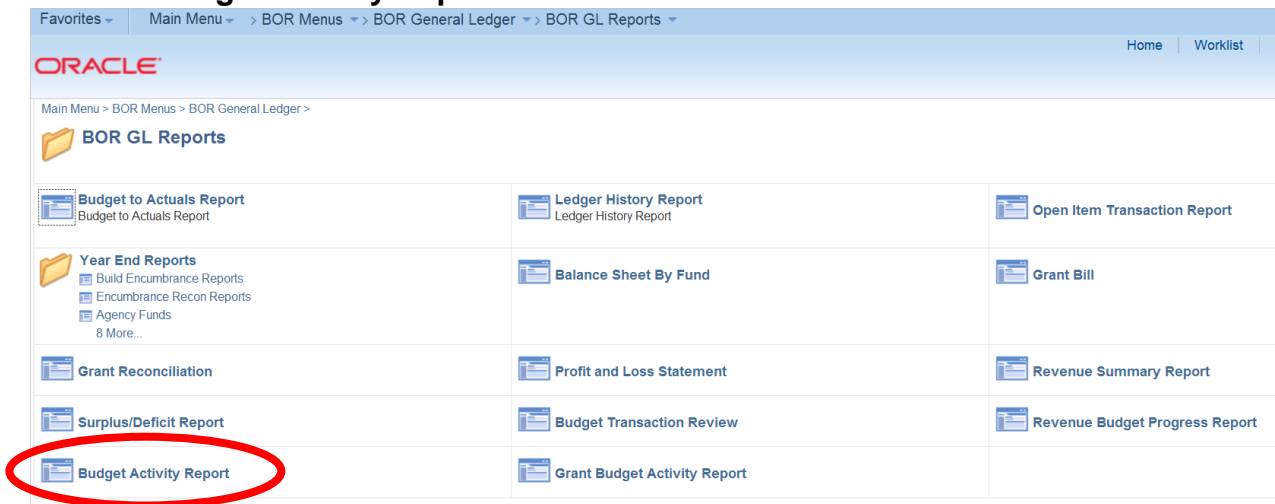 Favorites Main Menu > BOR Menus > BOR General Ledger > BOR GL Reports
Home Worklist
ORACLE
Main Menu > BOR Menus > BOR General Ledger >
BOR GL Reports
Budget to Actuals Report
Budget to Actuals Report
Ledger History Report
Ledger History Report
Open Item Transaction Report
Year End Reports
Build Encumbrance Reports
Encumbrance Recon Reports
Agency Funds
8 More...
Balance Sheet By Fund
Grant Bill
Grant Reconciliation
Profit and Loss Statement
Revenue Summary Report
Surplus/Deficit Report
Budget Transaction Review
Revenue Budget Progress Report
Budget Activity Report
Grant Budget Activity Report